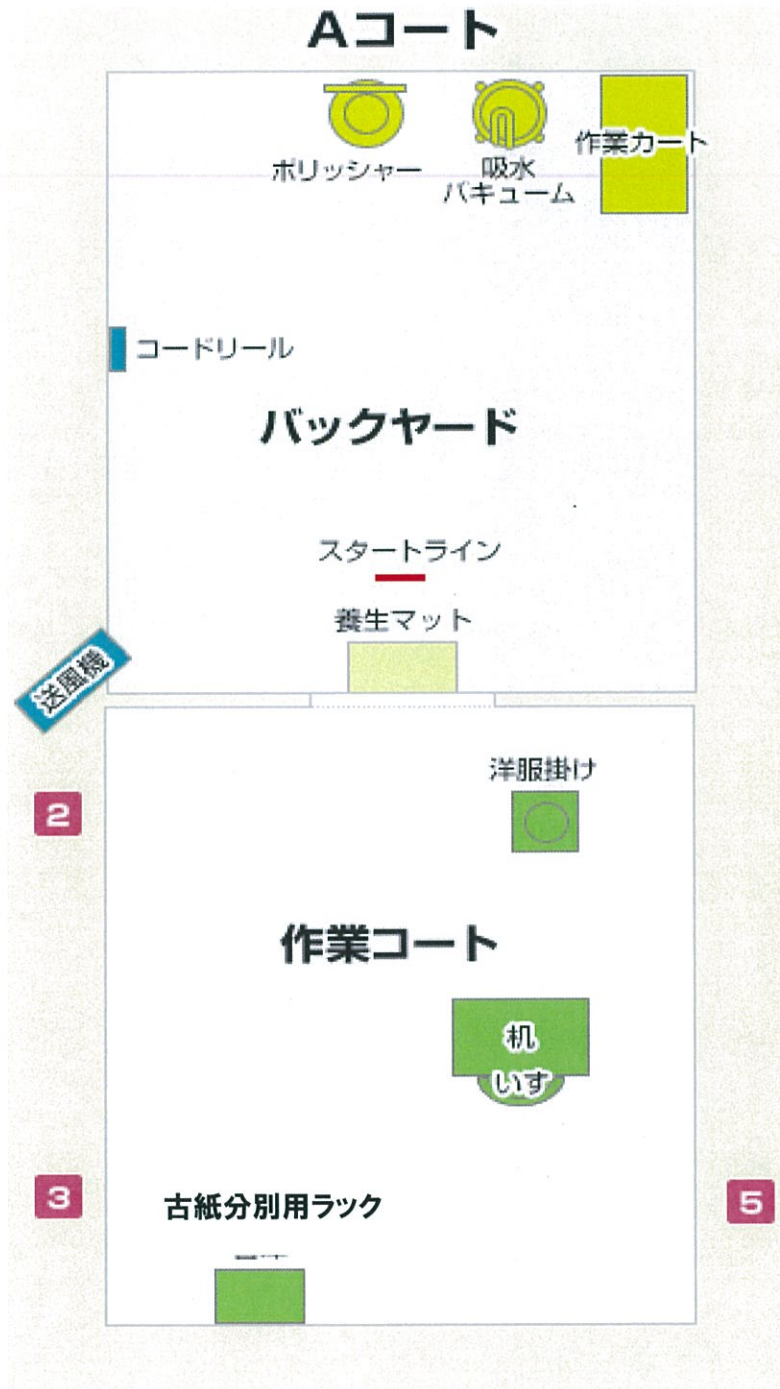 Aコート
ポリッシャー
吸水
バキューム
作業カート
コードリール
バックヤード
スタートライン
養生マット
送風機
洋服掛け
2
作業コート
机
いす
3
古紙分別用ラック
5